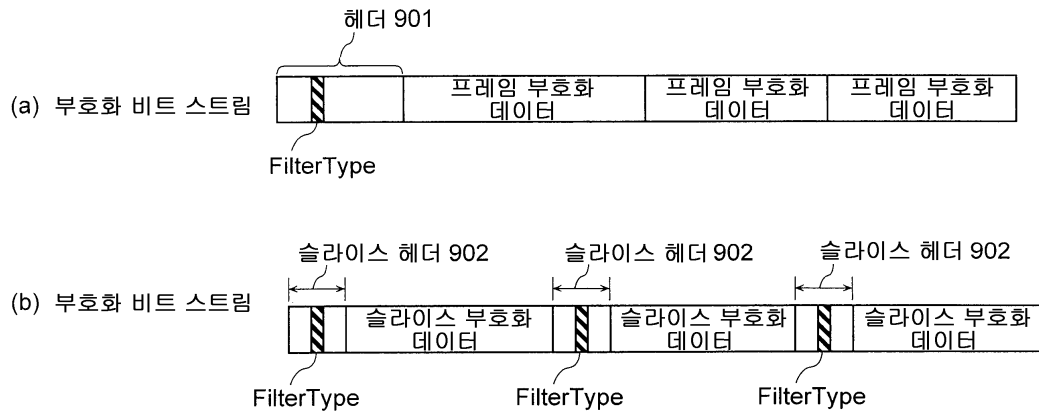 헤더 901
(a) 부호화 비트 스트림
프레임 부호화 데이터
프레임 부호화 데이터
프레임 부호화 데이터
FilterType
슬라이스 헤더 902
슬라이스 헤더 902
슬라이스 헤더 902
(b) 부호화 비트 스트림
슬라이스 부호화 데이터
슬라이스 부호화 데이터
슬라이스 부호화 데이터
FilterType
FilterType
FilterType